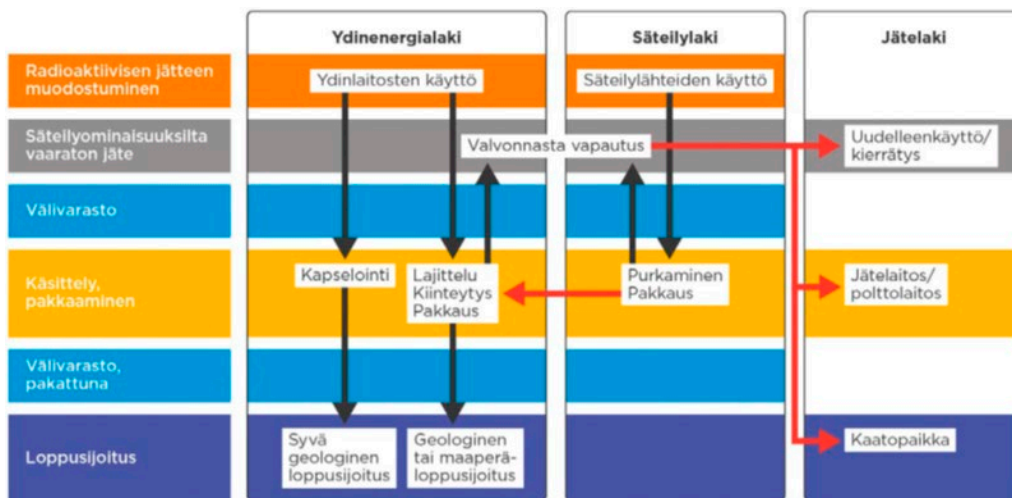 Ydinenergialaki
Säteilylaki
Jätelaki
Radioaktiivisen jätteen
muodostuminen
Ydinlaitosten käyttö
Säteilylähteiden käyttö
Säteilyominaisuuksilta
vaaraton jäte
Valvonnasta vapautus
Uudelleenkäyttö/
kierrätys
Välivarasto
Käsittely,
pakkaaminen
Kapselointi
Lajittelu
Kiinteytys
Pakkaus
Purkaminen
Pakkaus
Jätelaitos/
polttolaitos
Välivarasto,
pakattuna
Loppusijoitus
Syvä
geologinen
loppusijoitus
Geologinen
tai maaperä-
loppusijoitus
Kaatopaikka